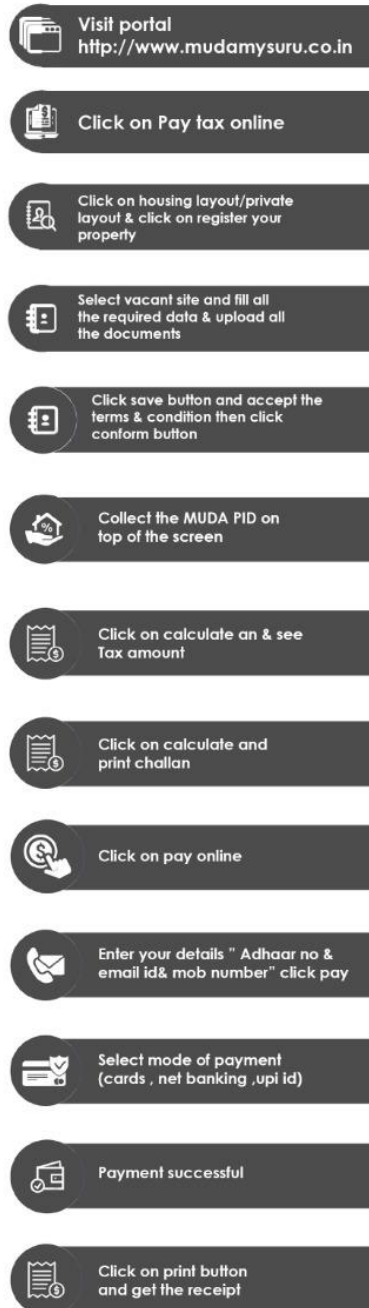 Visit portal
http://www.mudamysuru.co.in
Click on Pay tax online
Click on housing layout/private
layout & click on register your
property
Select vacant site and fill all
the required data & upload all
the documents
Click save button and accept the
terms & condition then click
conform button
Collect the MUDA PID on
top of the screen
Click on calculate an & see
Tax amount
Click on calculate and
print challan
Click on pay online
Enter your details " Adhaar no &
email id& mob number" click pay
Select mode of payment
(cards , net banking ,upi id)
Payment successful
Click on print button
and get the receipt